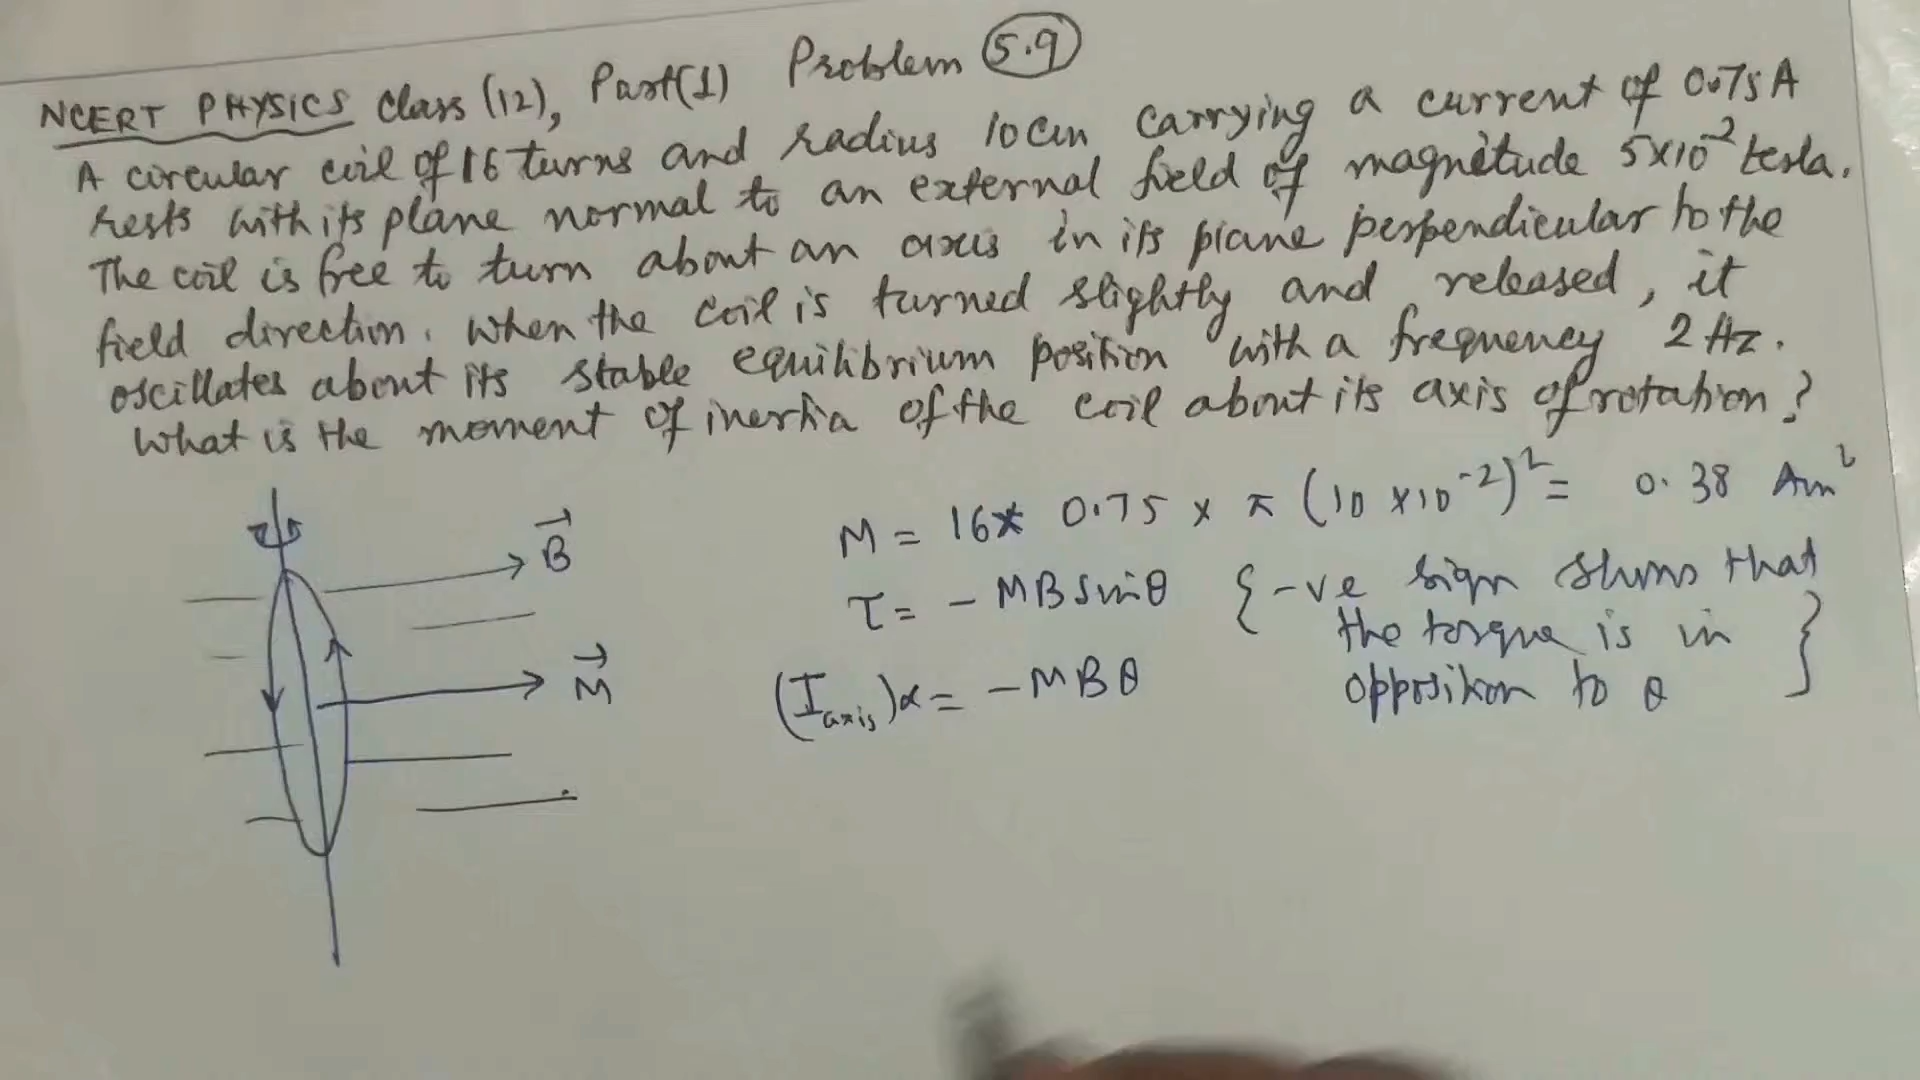 NCERT PHYSICS Class (12), Part(1) Problem 5.9
A circular coil of 16 turns and radius 10 cm carrying a current of 0.75 A
rests with its plane normal to an external field of magnitude 5×10⁻² tesla.
The coil is free to turn about an axis in its plane perpendicular to the
field direction. When the coil is turned slightly and released, it
oscillates about its stable equilibrium position with a frequency 2 Hz.
What is the moment of inertia of the coil about its axis of rotation?
B⃗
M⃗
M = 16× 0.75 × π (10 ×10⁻²)² = 0.38 Am²
τ = - MB sinθ {-ve sign shows that
the torque is in
opposition to θ}
(I_axis)α = - MBθ